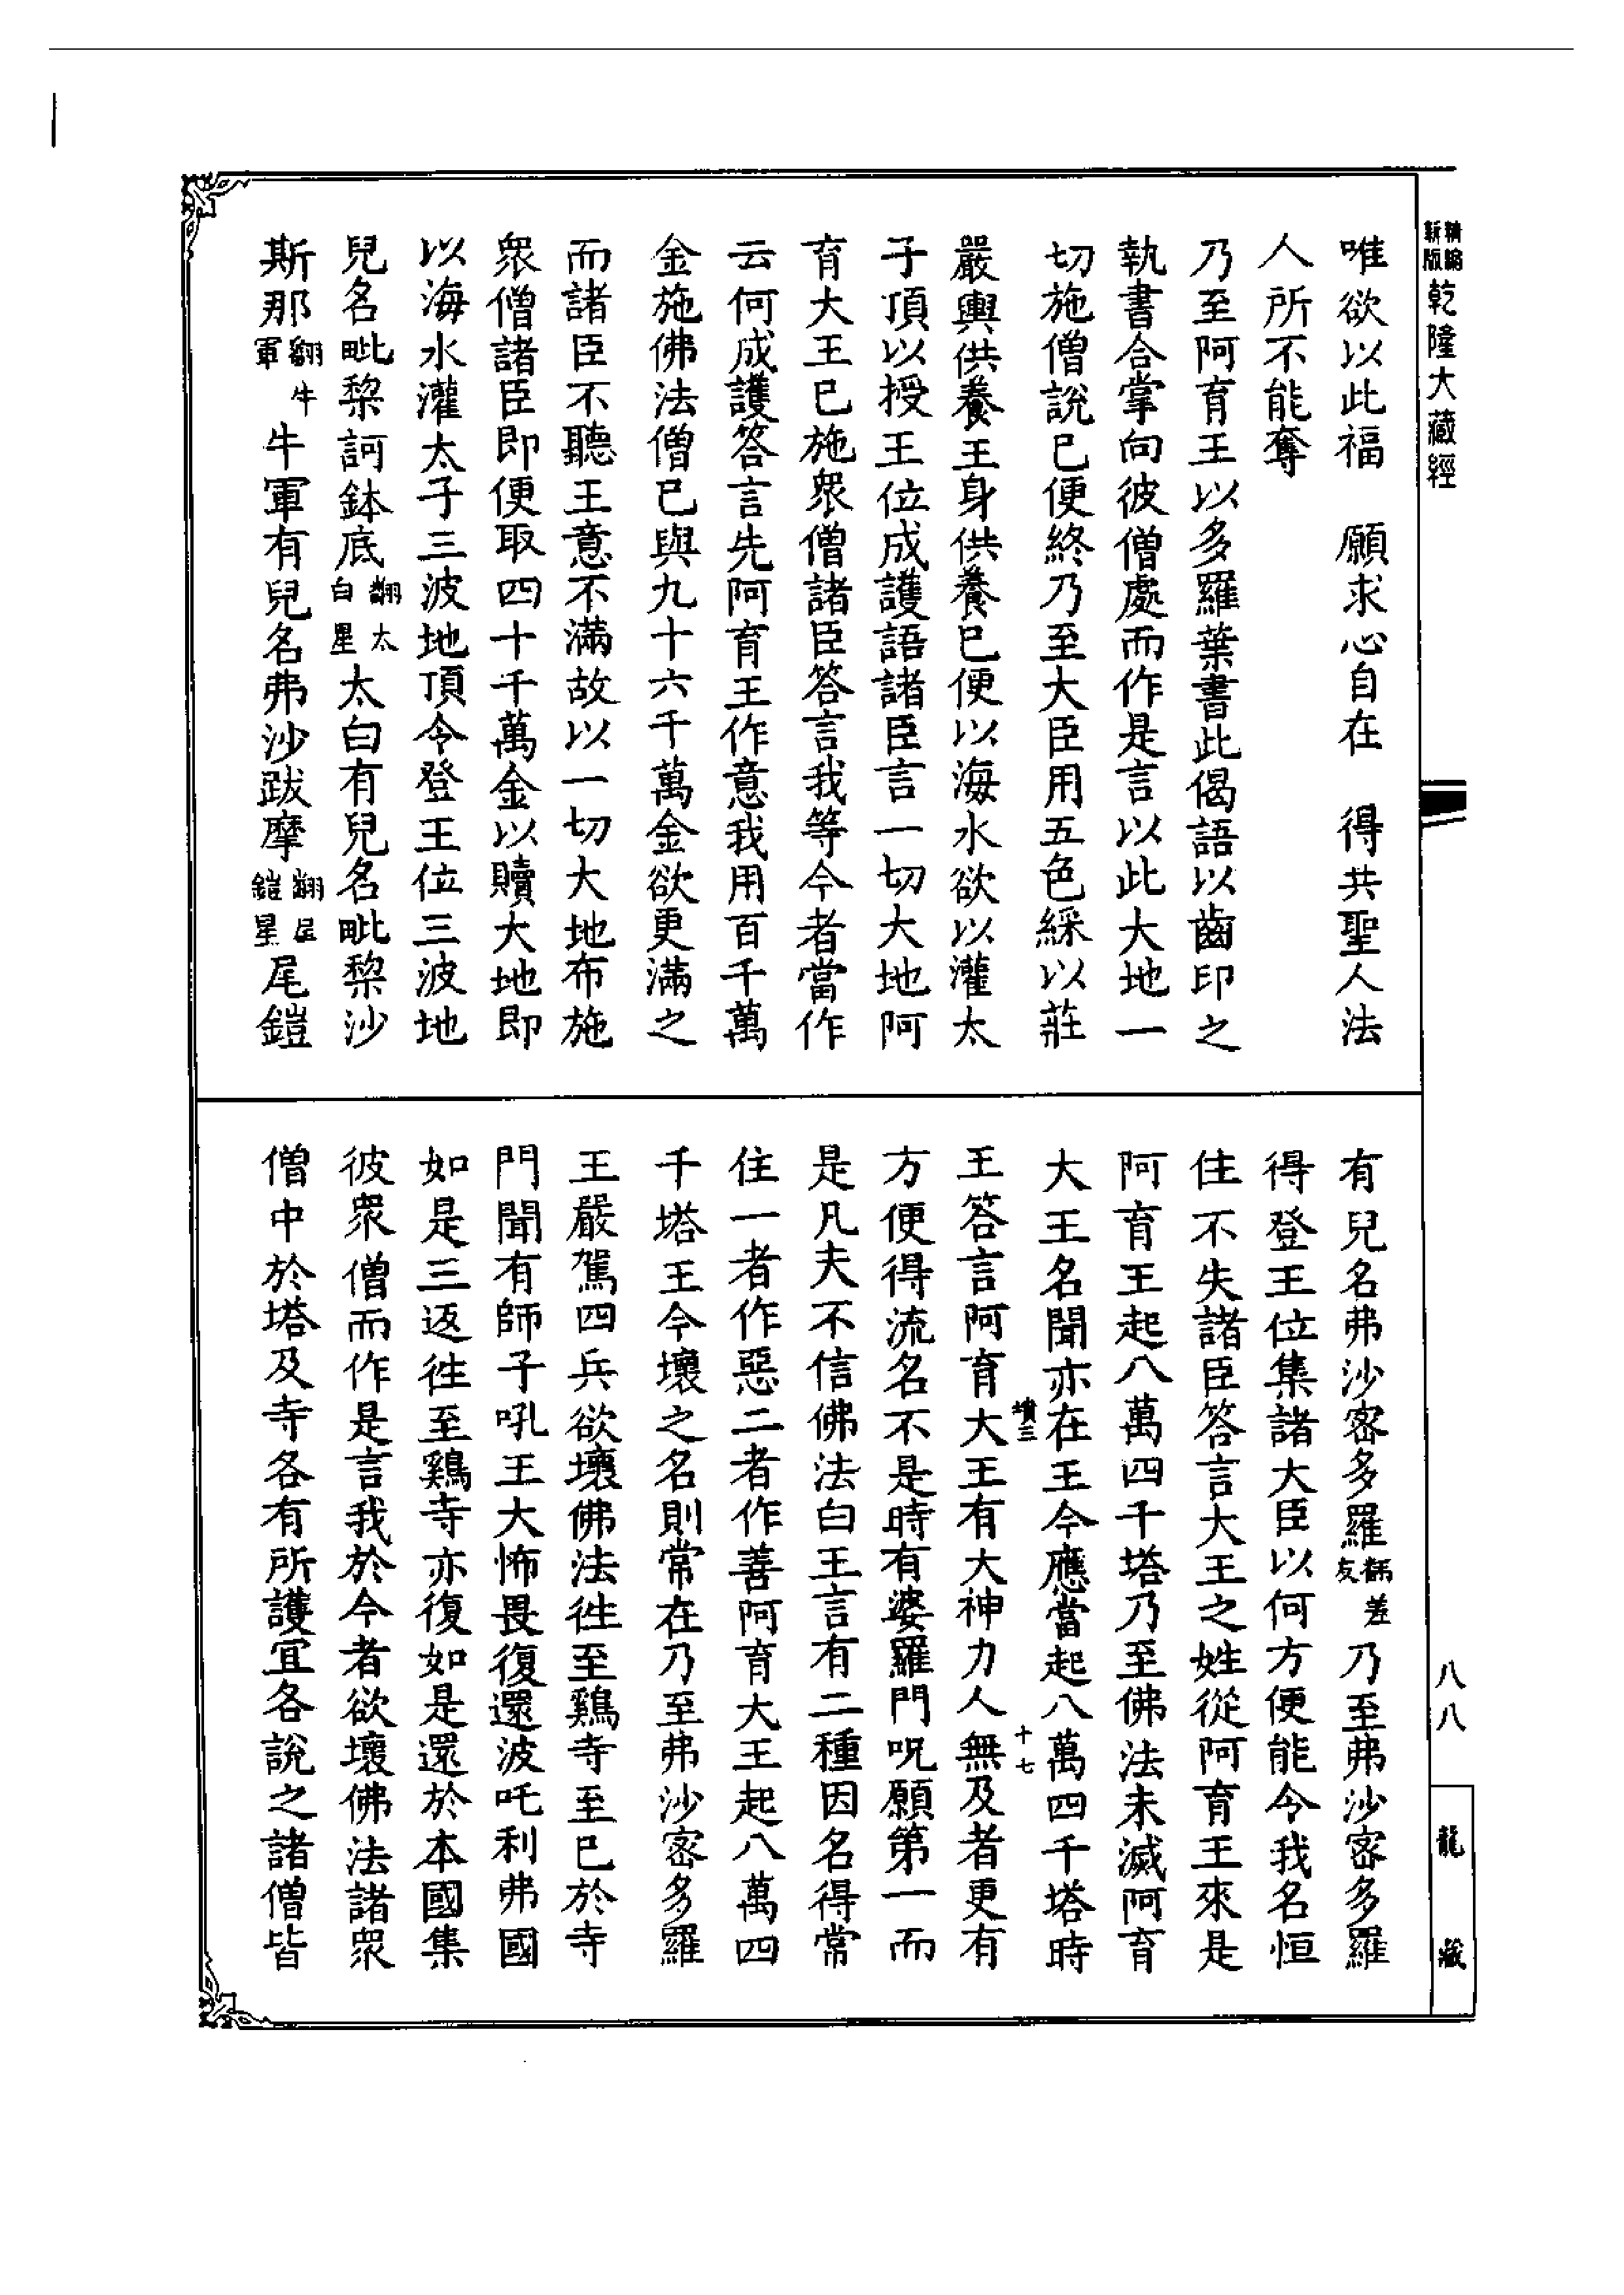 新編
新版
乾隆大藏經
唯欲以此福　願求心自在　得共聖人法
人所不能奪
乃至阿育王以多羅葉書此偈語以齒印之
執書合掌向彼僧處而作是言以此大地一
切施僧說已便終乃至大臣用五色綵以莊
嚴輿供養王身供養已便以海水欲以灌太
子頂以授王位成護語諸臣言一切大地阿
育大王已施眾僧諸臣答言我等今者當作
云何成護答言先阿育王作意我用百千萬
金施佛法僧已與九十六千萬金欲更滿之
而諸臣不聽王意不滿故以一切大地布施
眾僧諸臣即便取四十千萬金以贖大地即
以海水灌太子三波地頂令登王位三波地
兒名毗棃訶鉢底翻太白星太白有兒名毗棃沙
斯那翻牛軍牛軍有兒名弗沙跋摩翻尾鎧星尾鎧
有兒名弗沙密多羅翻差友乃至弗沙密多羅
得登王位集諸大臣以何方便能令我名恒
住不失諸臣答言大王之姓從阿育王來是
阿育王起八萬四千塔乃至佛法未滅阿育
大王名聞亦在王今應當起八萬四千塔時
王答言阿育大王有大神力人無及者更有
方便得流名不是時有婆羅門呪願第一而
是凡夫不信佛法白王言有二種因名得常
住一者作惡二者作善阿育大王起八萬四
千塔王今壞之名則常在乃至弗沙密多羅
王嚴駕四兵欲壞佛法徃至鷄寺至已於寺
門聞有師子吼王大怖畏復還波吒利弗國
如是三返徃至鷄寺亦復如是還於本國集
彼眾僧而作是言我於今者欲壞佛法諸眾
僧中於塔及寺各有所護宜各說之諸僧皆
十七
八八
龍藏